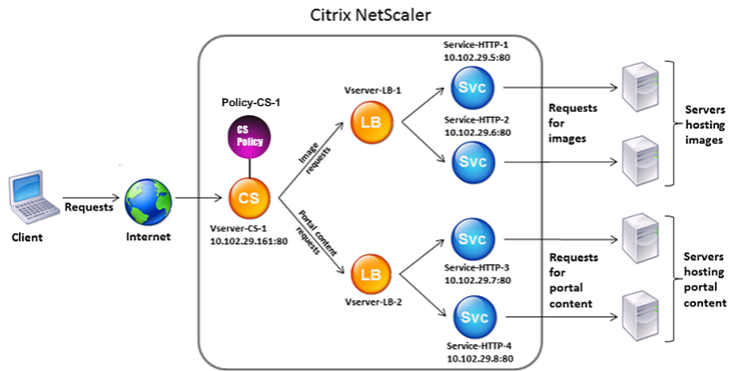 Citrix NetScaler
Client
Requests
Internet
Policy-CS-1
CS
Policy
CS
Vserver-CS-1
10.102.29.161:80
Image
requests
Portal content
requests
Vserver-LB-1
LB
LB
Vserver-LB-2
Service-HTTP-1
10.102.29.5:80
Svc
Service-HTTP-2
10.102.29.6:80
Svc
Svc
Service-HTTP-3
10.102.29.7:80
Svc
Service-HTTP-4
10.102.29.8:80
Requests
for
images
Servers
hosting
images
Requests
for
portal
content
Servers
hosting
portal
content